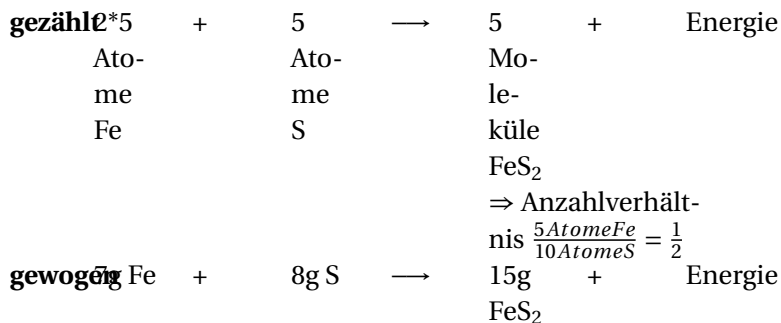 gezählt 2*5 + 5 ⟶ 5 + Energie
Ato- Ato- Mo-
me me le-
Fe S küle
FeS₂
⇒ Anzahlverhält-
nis 5AtomeFe/10AtomeS = 1/2
gewogen 7g Fe + 8g S ⟶ 15g + Energie
FeS₂